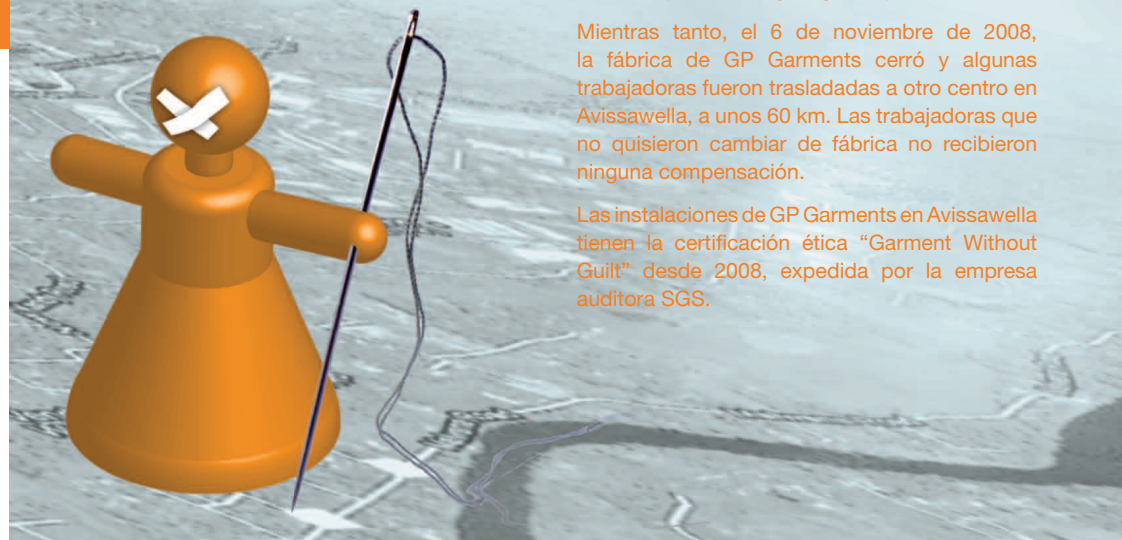 Mientras tanto, el 6 de noviembre de 2008,
la fábrica de GP Garments cerró y algunas
trabajadoras fueron trasladadas a otro centro en
Avissawella, a unos 60 km. Las trabajadoras que
no quisieron cambiar de fábrica no recibieron
ninguna compensación.
Las instalaciones de GP Garments en Avissawella
tienen la certificación ética “Garment Without
Guilt” desde 2008, expedida por la empresa
auditora SGS.